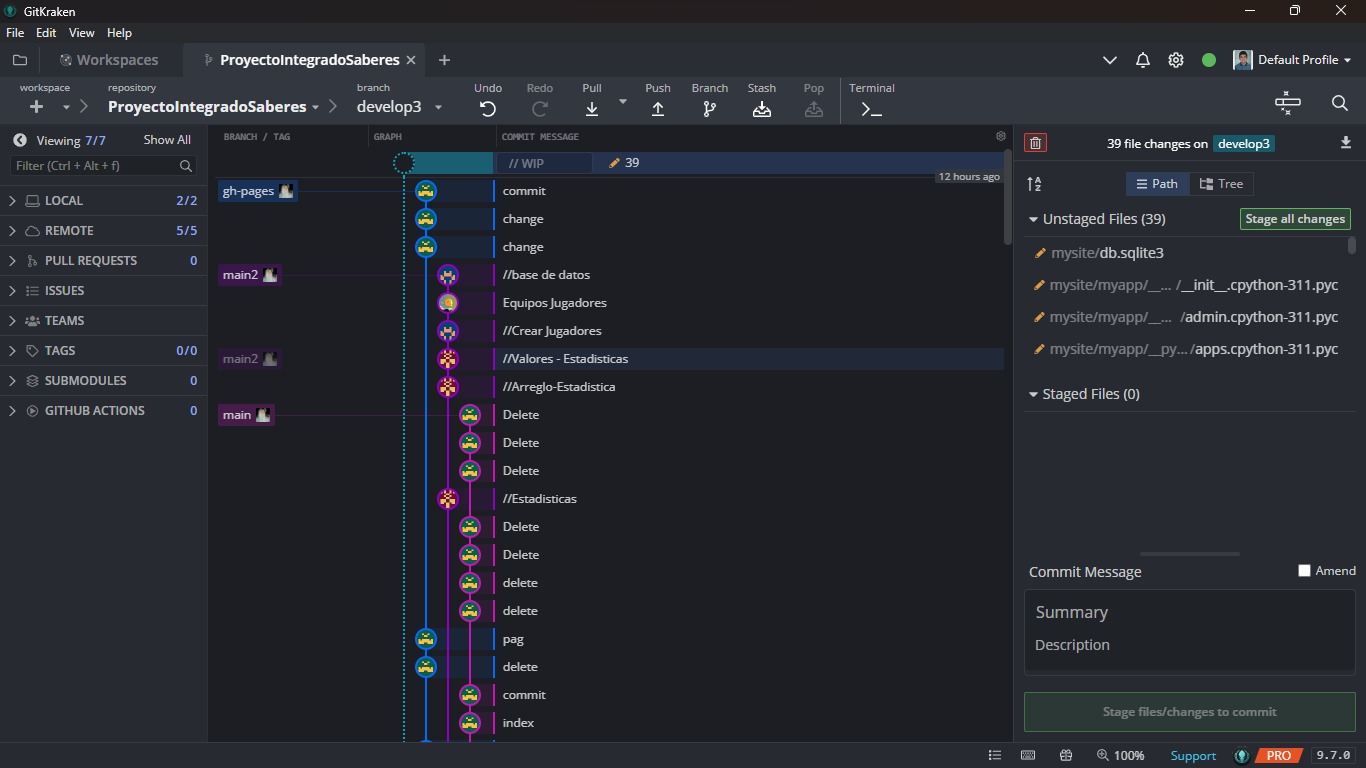 GitKraken
File Edit View Help
Workspaces ProyectoIntegradoSaberes Default Profile
workspace repository branch Undo Redo Pull Push Branch Stash Pop Terminal
ProyectoIntegradoSaberes develop3
Viewing 7/7 Show All
Filter (Ctrl + Alt + f)
LOCAL 2/2
REMOTE 5/5
PULL REQUESTS 0
ISSUES
TEAMS
TAGS 0/0
SUBMODULES 0
GITHUB ACTIONS 0
BRANCH / TAG GRAPH COMMIT MESSAGE
// WIP 39
12 hours ago
gh-pages commit
change
change
main2 //base de datos
Equipos Jugadores
//Crear Jugadores
main2 //Valores - Estadisticas
//Arreglo-Estadistica
main Delete
Delete
Delete
//Estadisticas
Delete
Delete
delete
delete
pag
delete
commit
index
39 file changes on develop3
Path Tree
Unstaged Files (39) Stage all changes
mysite/db.sqlite3
mysite/myapp/__... /__init__.cpython-311.pyc
mysite/myapp/__... /admin.cpython-311.pyc
mysite/myapp/__py... /apps.cpython-311.pyc
Staged Files (0)
Commit Message Amend
Summary
Description
Stage files/changes to commit
100% Support PRO 9.7.0